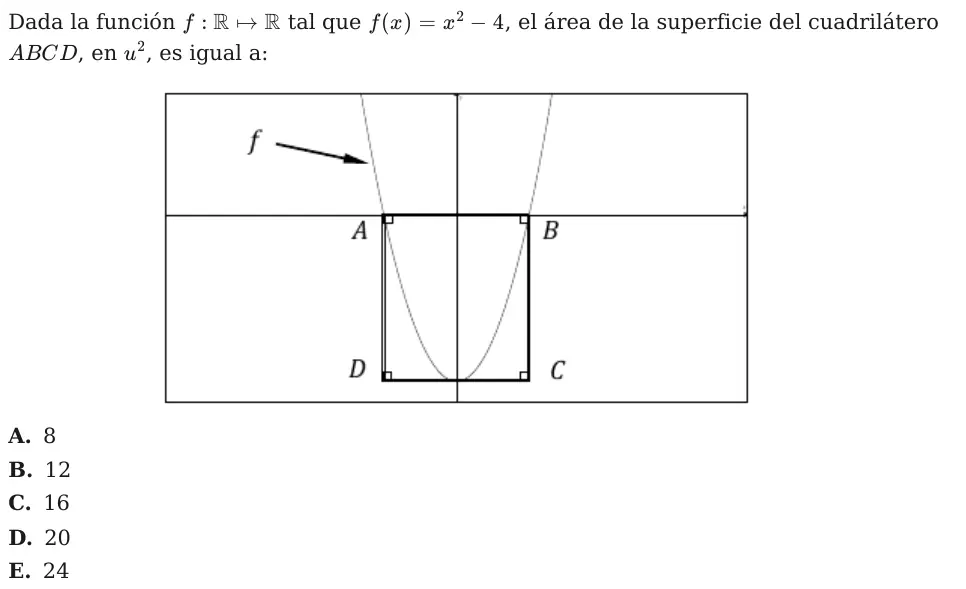 Dada la función f : ℝ ↦ ℝ tal que f(x) = x² − 4, el área de la superficie del cuadrilátero
ABCD, en u², es igual a:
f
A B
D C
A. 8
B. 12
C. 16
D. 20
E. 24